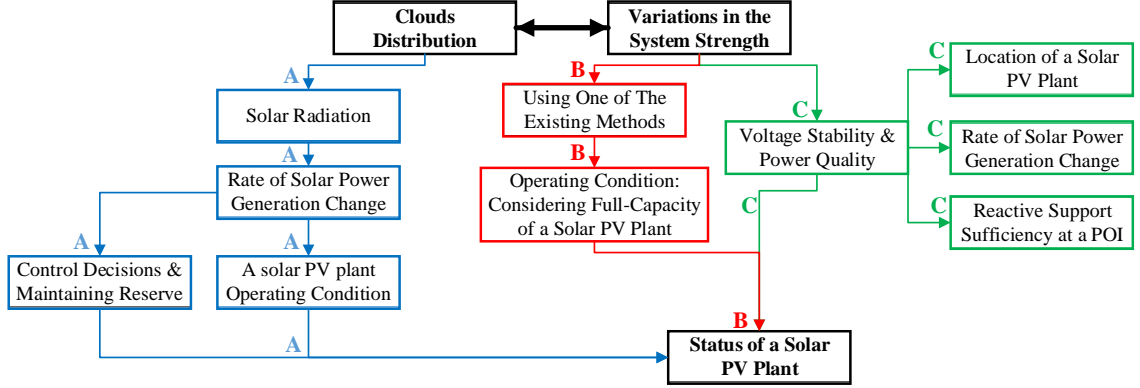 Clouds
Distribution
Variations in the
System Strength
A
Solar Radiation
A
Rate of Solar Power
Generation Change
A
Control Decisions &
Maintaining Reserve
A
A solar PV plant
Operating Condition
A
B
Using One of The
Existing Methods
B
Operating Condition:
Considering Full-Capacity
of a Solar PV Plant
B
C
Voltage Stability &
Power Quality
C
C
Location of a Solar
PV Plant
C
Rate of Solar Power
Generation Change
C
Reactive Support
Sufficiency at a POI
Status of a Solar
PV Plant